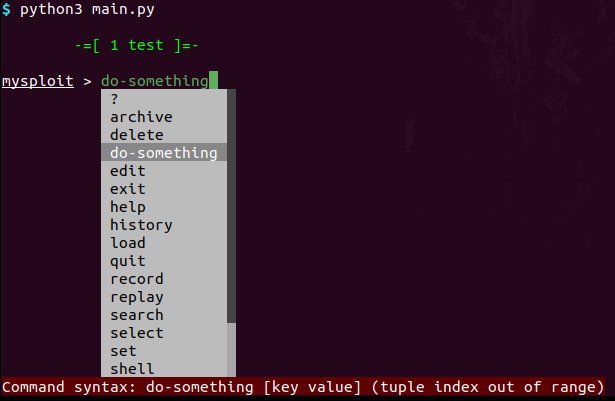 $ python3 main.py
-=[ 1 test ]=-
mysploit > do-something
?
archive
delete
do-something
edit
exit
help
history
load
quit
record
replay
search
select
set
shell
Command syntax: do-something [key value] (tuple index out of range)